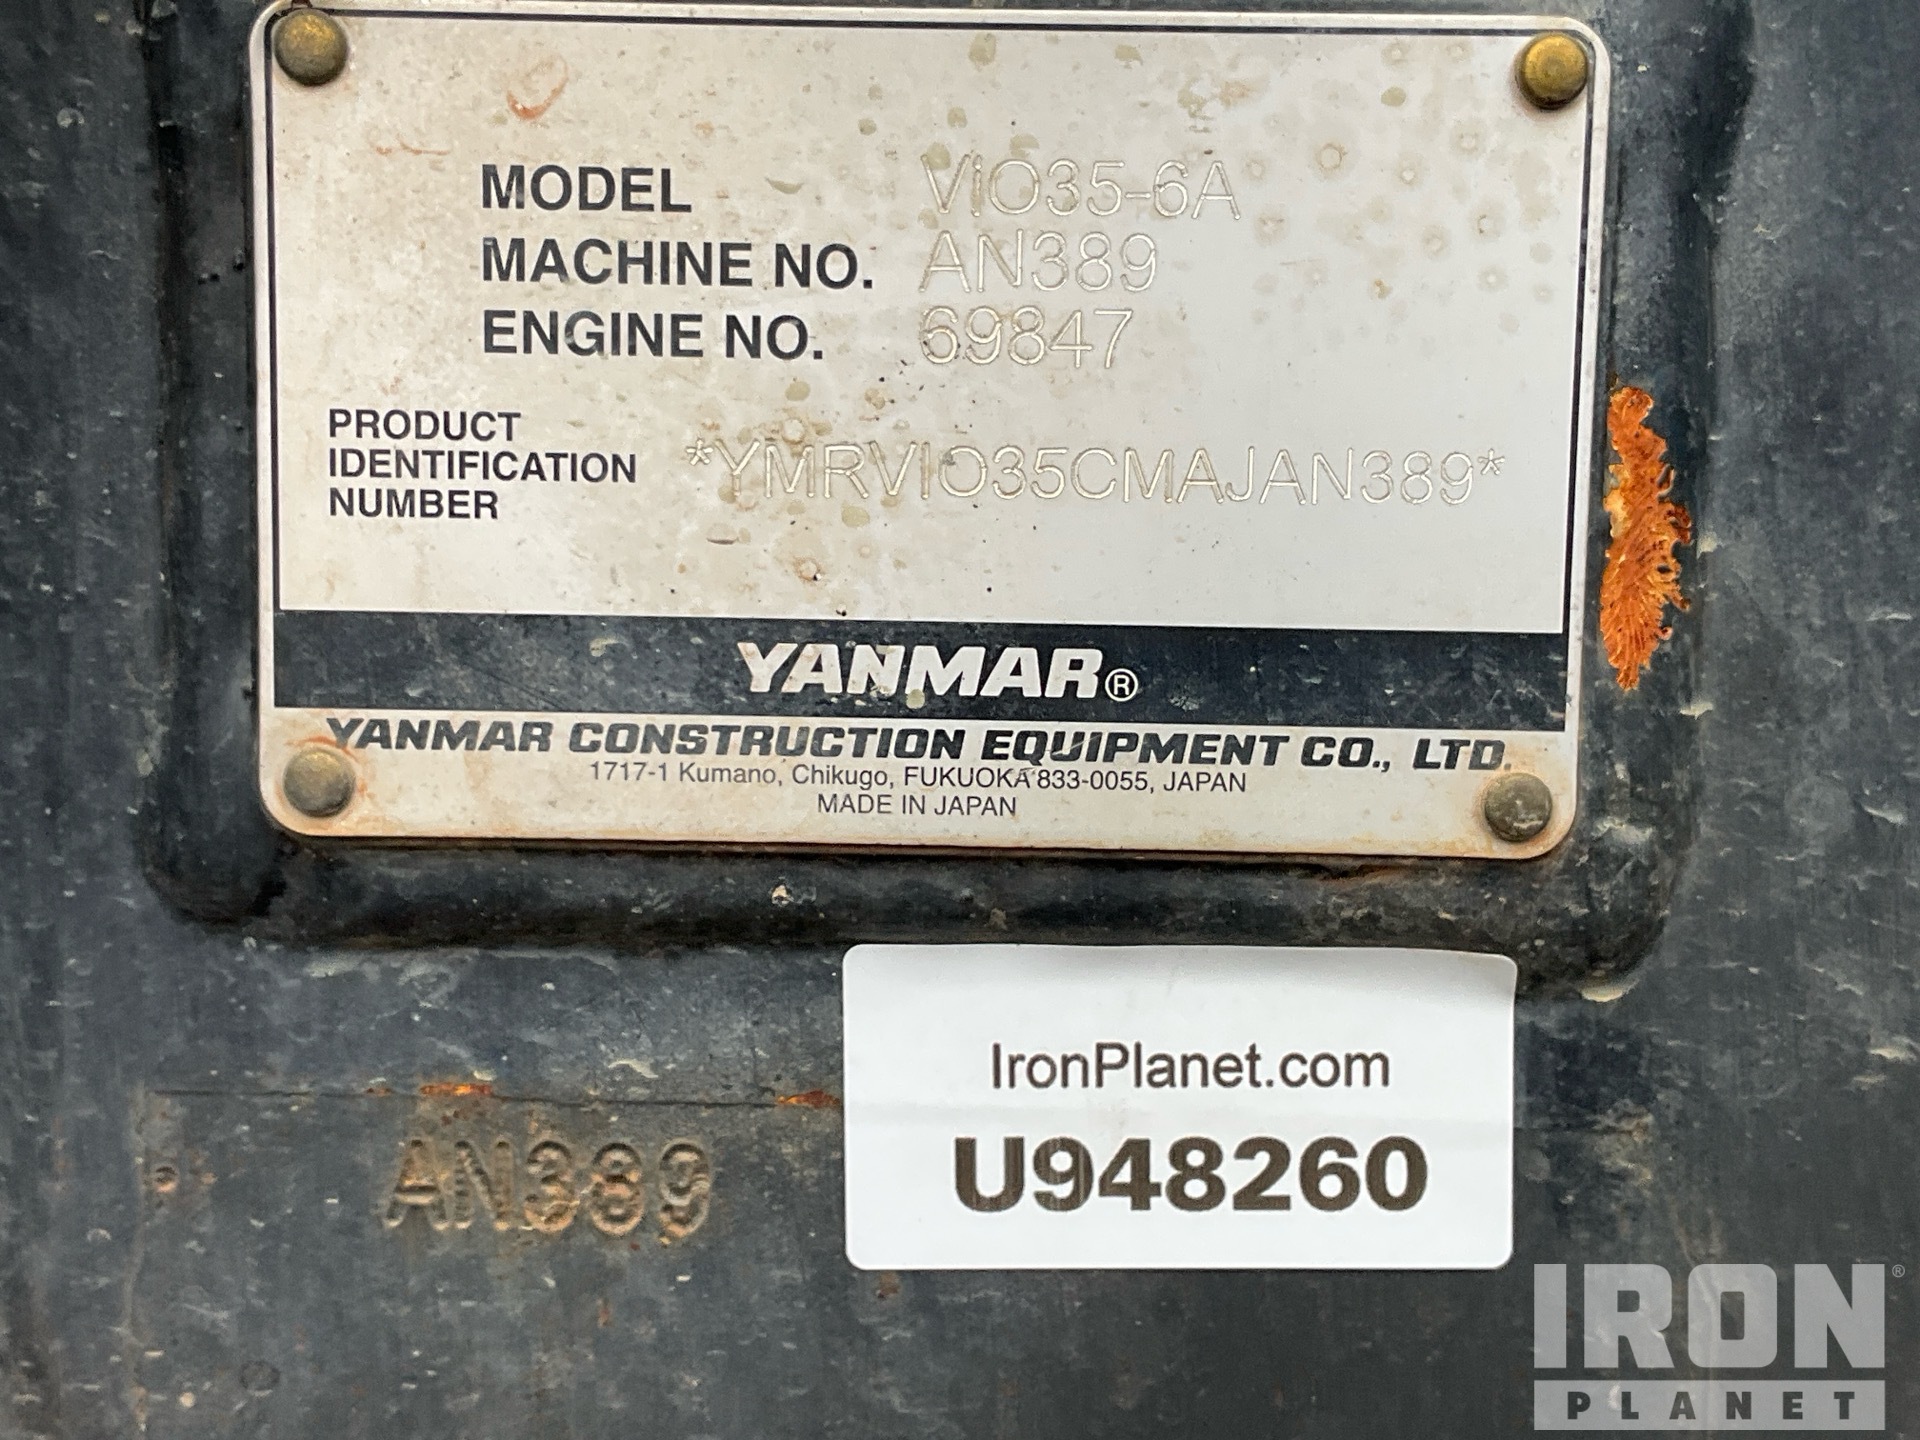 MODEL ViO35-6A
MACHINE NO. AN389
ENGINE NO. 69847
PRODUCT
IDENTIFICATION
NUMBER
*YMRVIO35CMAJAN389*
YANMAR®
YANMAR CONSTRUCTION EQUIPMENT CO., LTD.
1717-1 Kumano, Chikugo, FUKUOKA 833-0055, JAPAN
MADE IN JAPAN
IronPlanet.com
U948260
AN389
IRON®
PLANET